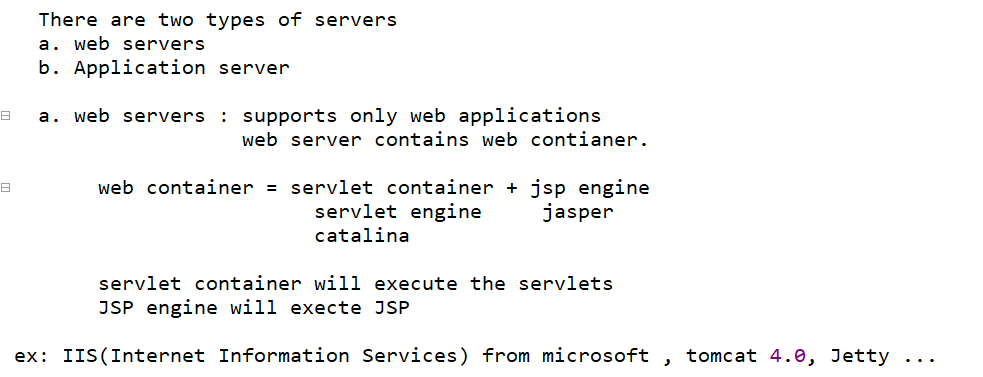 There are two types of servers
a. web servers
b. Application server
a. web servers : supports only web applications
web server contains web contianer.
web container = servlet container + jsp engine
servlet engine jasper
catalina
servlet container will execute the servlets
JSP engine will execte JSP
ex: IIS(Internet Information Services) from microsoft , tomcat 4.0, Jetty ...